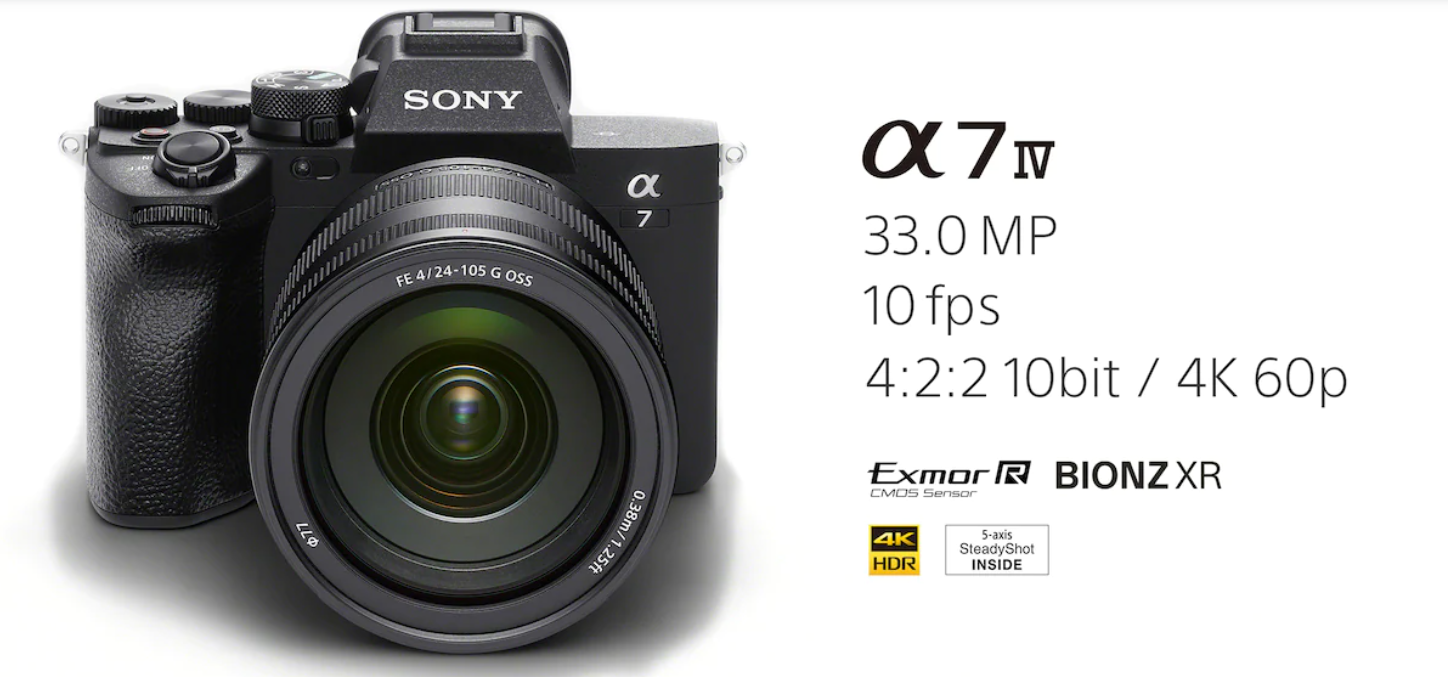 SONY
α
7
FE 4/24-105 G OSS
0.38m/1.25ft
ø77
α7 IV
33.0 MP
10 fps
4:2:2 10bit / 4K 60p
Exmor R BIONZ XR
CMOS Sensor
4K
HDR
5-axis
SteadyShot
INSIDE